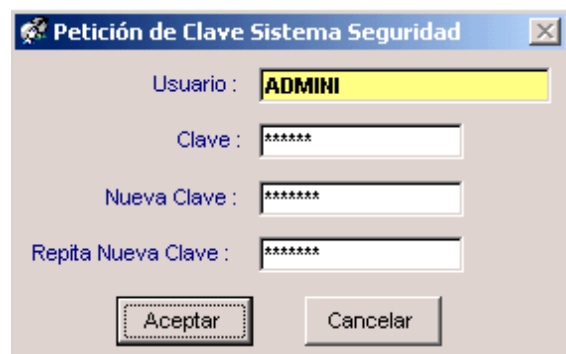 Petición de Clave Sistema Seguridad
Usuario : ADMINI
Clave : ******
Nueva Clave : *******
Repita Nueva Clave : *******
Aceptar Cancelar